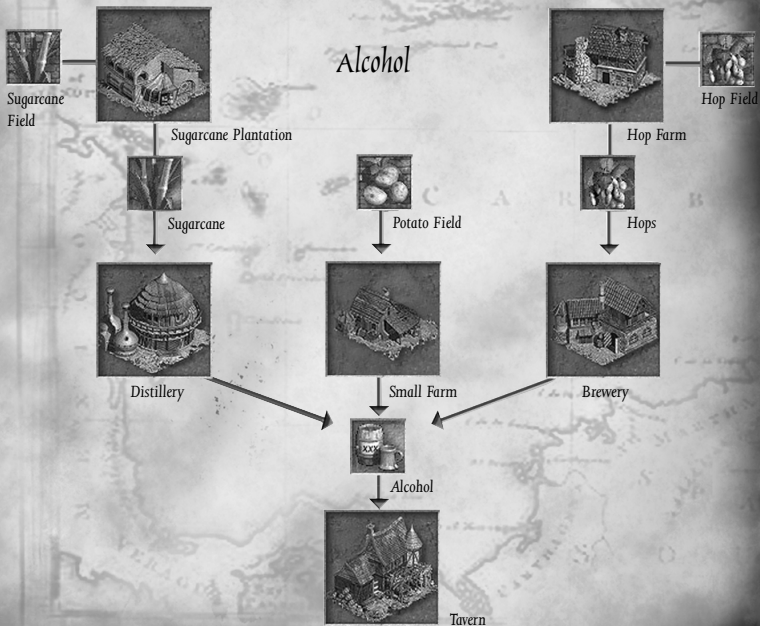 Alcohol
Sugarcane
Field
Hop Field
Sugarcane Plantation
Hop Farm
Sugarcane
Potato Field
Hops
Distillery
Small Farm
Brewery
XXX
Alcohol
Tavern